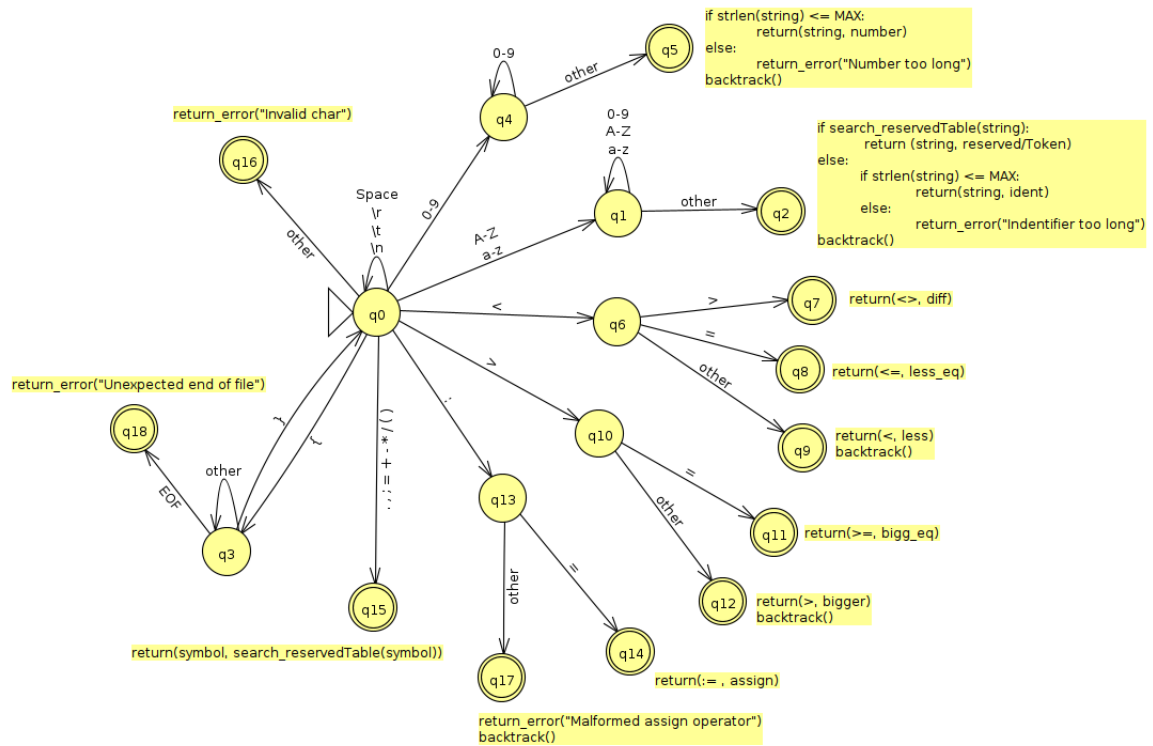 if strlen(string) <= MAX:
return(string, number)
else:
return_error("Number too long")
backtrack()
q5
other
0-9
q4
return_error("Invalid char")
q16
other
0-9
A-Z
a-z
q1
other
q2
if search_reservedTable(string):
return (string, reserved/Token)
else:
if strlen(string) <= MAX:
return(string, ident)
else:
return_error("Indentifier too long")
backtrack()
Space
\r
\t
\n
0-9
A-Z
a-z
q0
<
q6
>
q7
return(<>, diff)
=
q8
return(<=, less_eq)
other
q9
return(<, less)
backtrack()
>
q10
=
q11
return(>=, bigg_eq)
other
q12
return(>, bigger)
backtrack()
:
q13
=
q14
return(:= , assign)
other
q17
return_error("Malformed assign operator")
backtrack()
. , ; = + - * / ) (
q15
return(symbol, search_reservedTable(symbol))
}
{
return_error("Unexpected end of file")
q18
EOF
other
q3